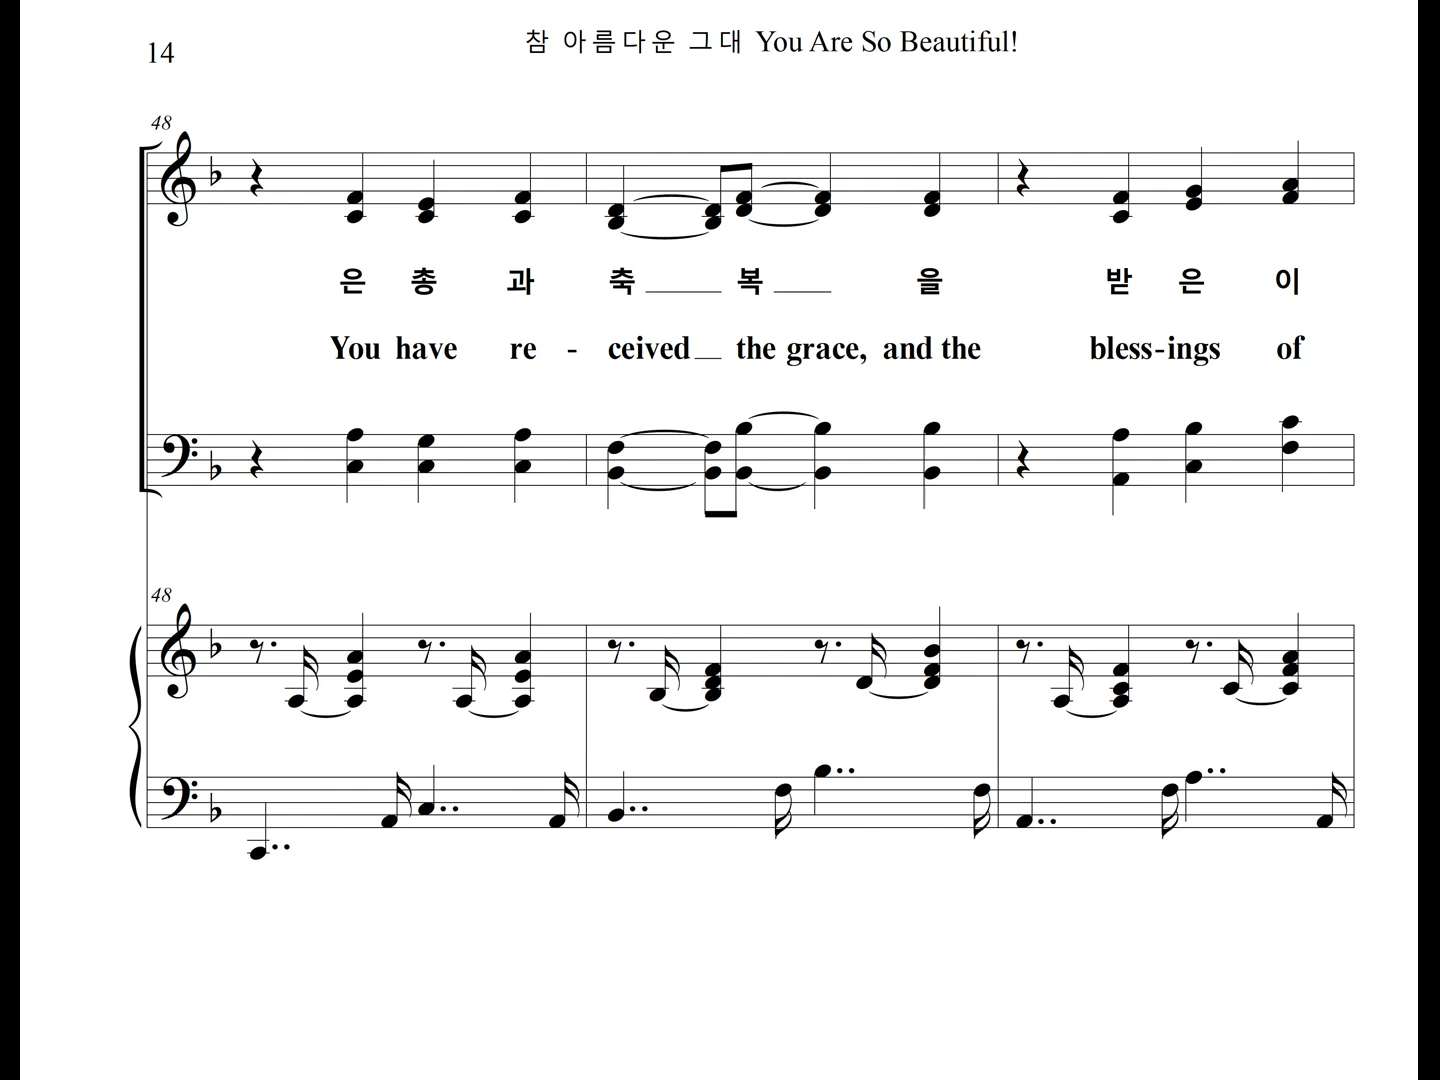 14
참 아름다운 그대 You Are So Beautiful!
48
은 총 과 축 복 을 받 은 이
You have re - ceived the grace, and the bless-ings of
48